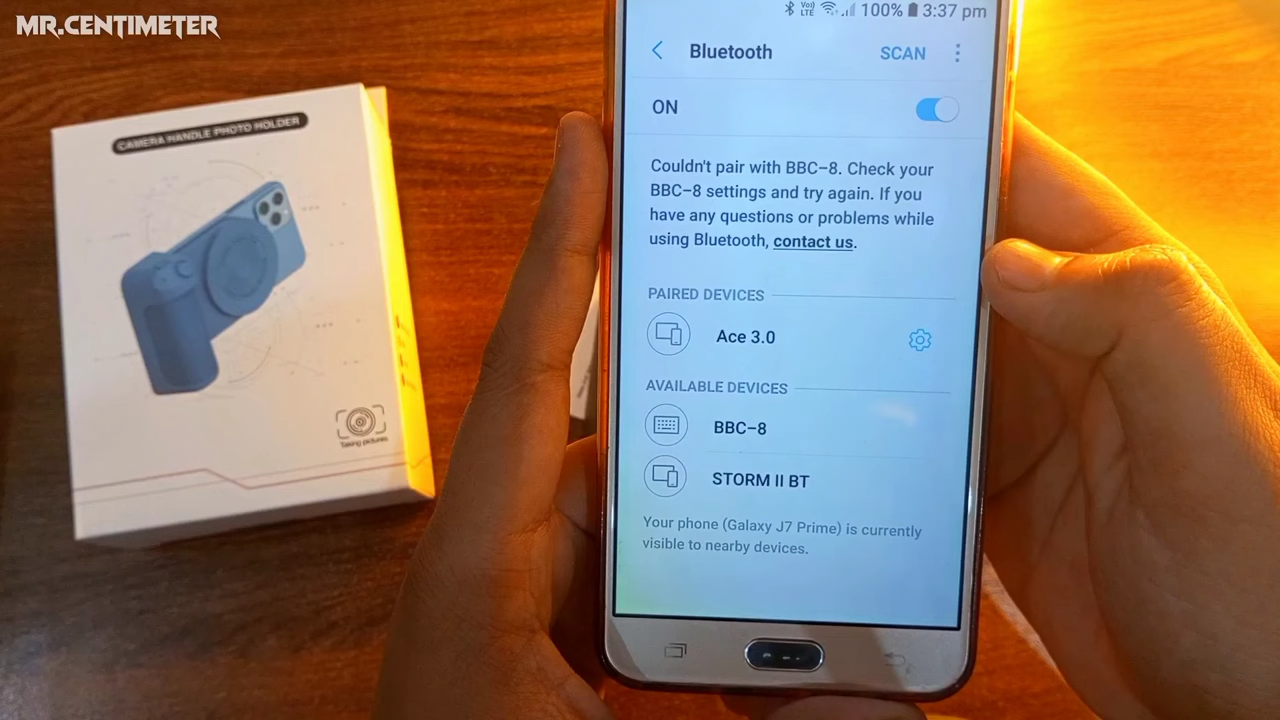 MR.CENTIMETER
CAMERA HANDLE PHOTO HOLDER
Taking pictures
Vo)) LTE 100% 3:37 pm
Bluetooth SCAN
ON
Couldn't pair with BBC-8. Check your
BBC-8 settings and try again. If you
have any questions or problems while
using Bluetooth, contact us.
PAIRED DEVICES
Ace 3.0
AVAILABLE DEVICES
BBC-8
STORM II BT
Your phone (Galaxy J7 Prime) is currently
visible to nearby devices.